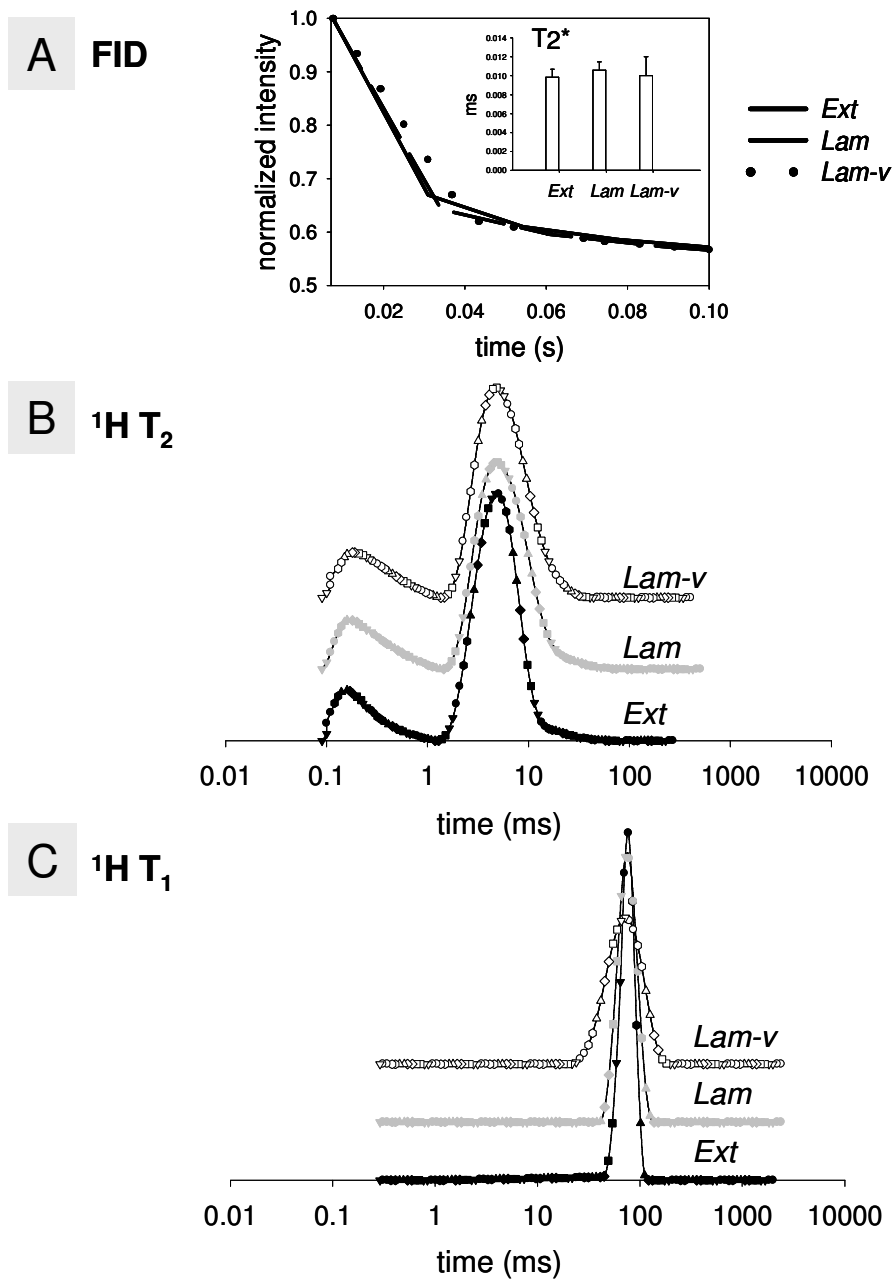 A FID
normalized intensity
1.0
0.9
0.8
0.7
0.6
0.5
0.02 0.04 0.06 0.08 0.10
time (s)
T2*
ms
0.014
0.012
0.010
0.008
0.006
0.004
0.002
0.000
Ext Lam Lam-v
Ext
Lam
Lam-v
B ¹H T₂
Lam-v
Lam
Ext
0.01 0.1 1 10 100 1000 10000
time (ms)
C ¹H T₁
Lam-v
Lam
Ext
0.01 0.1 1 10 100 1000 10000
time (ms)